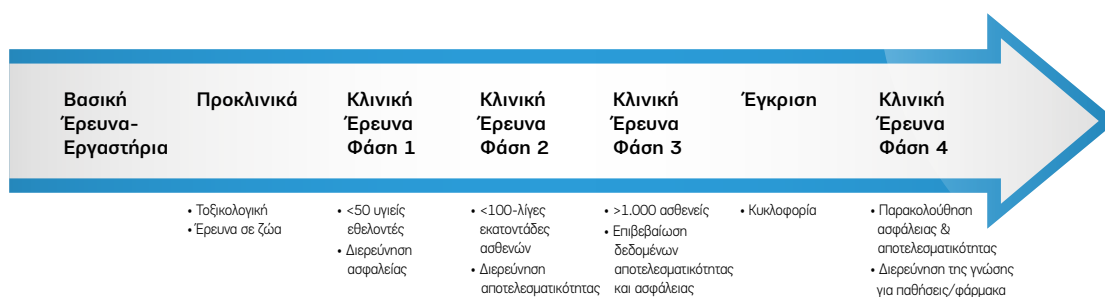 Βασική
Έρευνα-
Εργαστήρια
Προκλινικά
Κλινική
Έρευνα
Φάση 1
Κλινική
Έρευνα
Φάση 2
Κλινική
Έρευνα
Φάση 3
Έγκριση
Κλινική
Έρευνα
Φάση 4
• Τοξικολογική
• Έρευνα σε ζώα
• <50 υγιείς
εθελοντές
• Διερεύνηση
ασφαλείας
• <100-λίγες
εκατοντάδες
ασθενών
• Διερεύνηση
αποτελεσματικότητας
• >1.000 ασθενείς
• Επιβεβαίωση
δεδομένων
αποτελεσματικότητας
και ασφάλειας
• Κυκλοφορία
• Παρακολούθηση
ασφάλειας &
αποτελεσματικότητας
• Διερεύνηση της γνώσης
για παθήσεις/φάρμακα